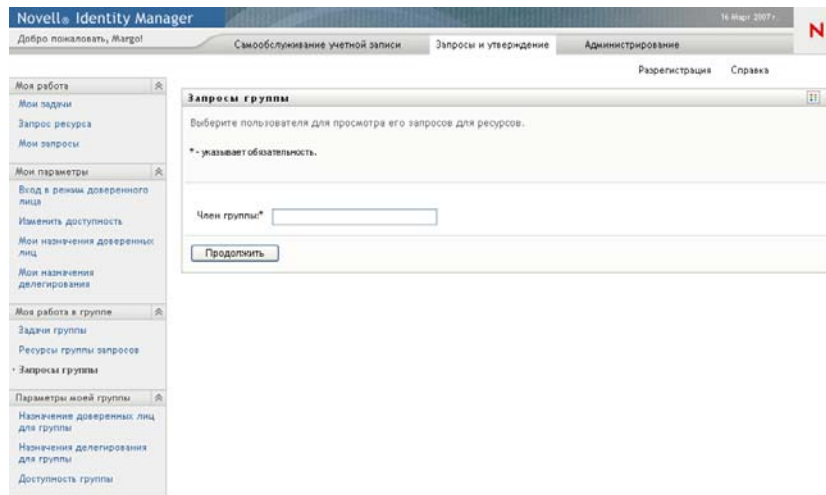 Novell® Identity Manager
16 Март 2007 г.
Добро пожаловать, Margo!
Самообслуживание учетной записи
Запросы и утверждение
Администрирование
N
Разрегистрация Справка
Моя работа
Мои задачи
Запрос ресурса
Мои запросы
Мои параметры
Вход в режим доверенного
лица
Изменить доступность
Мои назначения доверенных
лиц
Мои назначения
делегирования
Моя работа в группе
Задачи группы
Ресурсы группы запросов
Запросы группы
Параметры моей группы
Назначение доверенных лиц
для группы
Назначения делегирования
для группы
Доступность группы
Запросы группы
Выберите пользователя для просмотра его запросов для ресурсов.
* - указывает обязательность.
Член группы:*
Продолжить